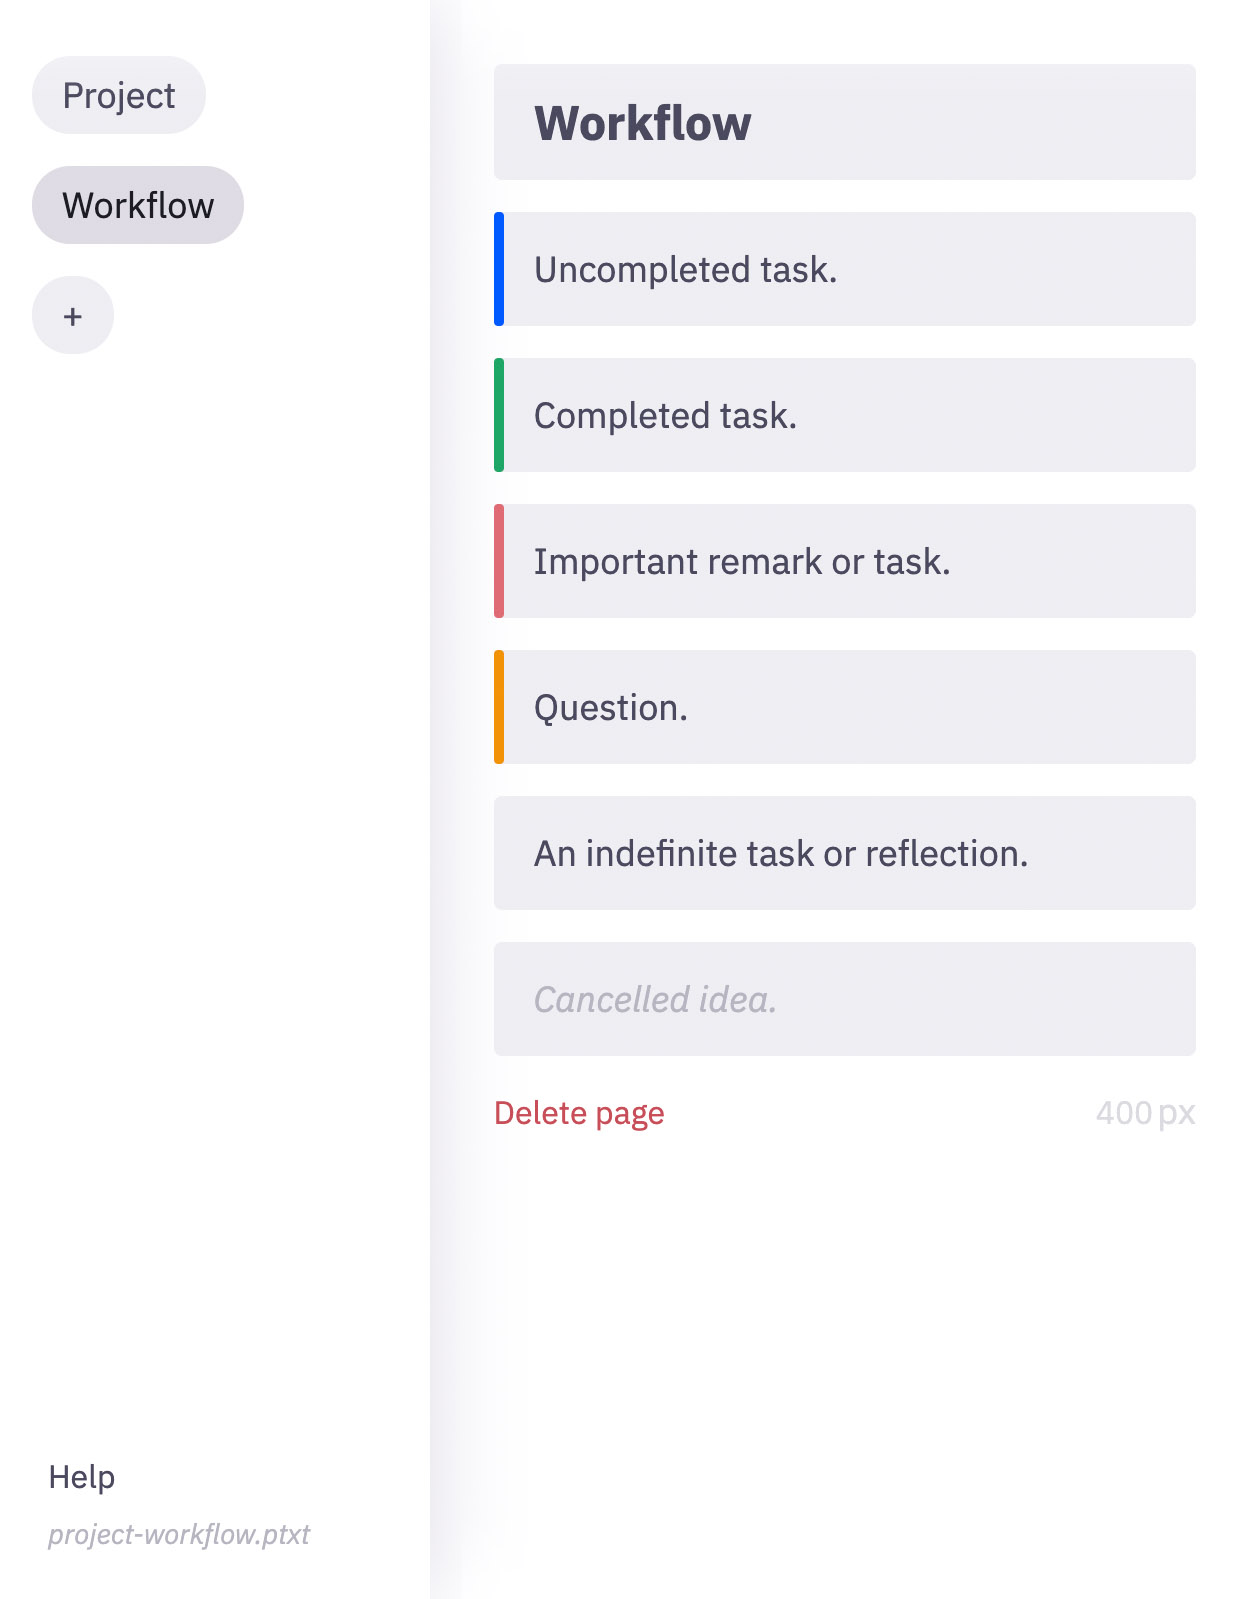 Project
Workflow
+
Help
project-workflow.ptxt
Workflow
Uncompleted task.
Completed task.
Important remark or task.
Question.
An indefinite task or reflection.
Cancelled idea.
Delete page
400 px